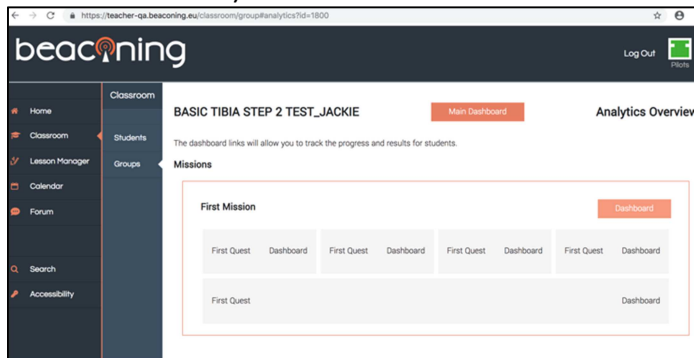 https://teacher-qa.beaconing.eu/classroom/group#analytics?id=1800
beaconing
Log Out
Pilots
Home
Classroom
Lesson Manager
Calendar
Forum
Search
Accessibility
Classroom
Students
Groups
BASIC TIBIA STEP 2 TEST_JACKIE Main Dashboard Analytics Overview
The dashboard links will allow you to track the progress and results for students.
Missions
First Mission Dashboard
First Quest Dashboard First Quest Dashboard First Quest Dashboard First Quest Dashboard
First Quest Dashboard